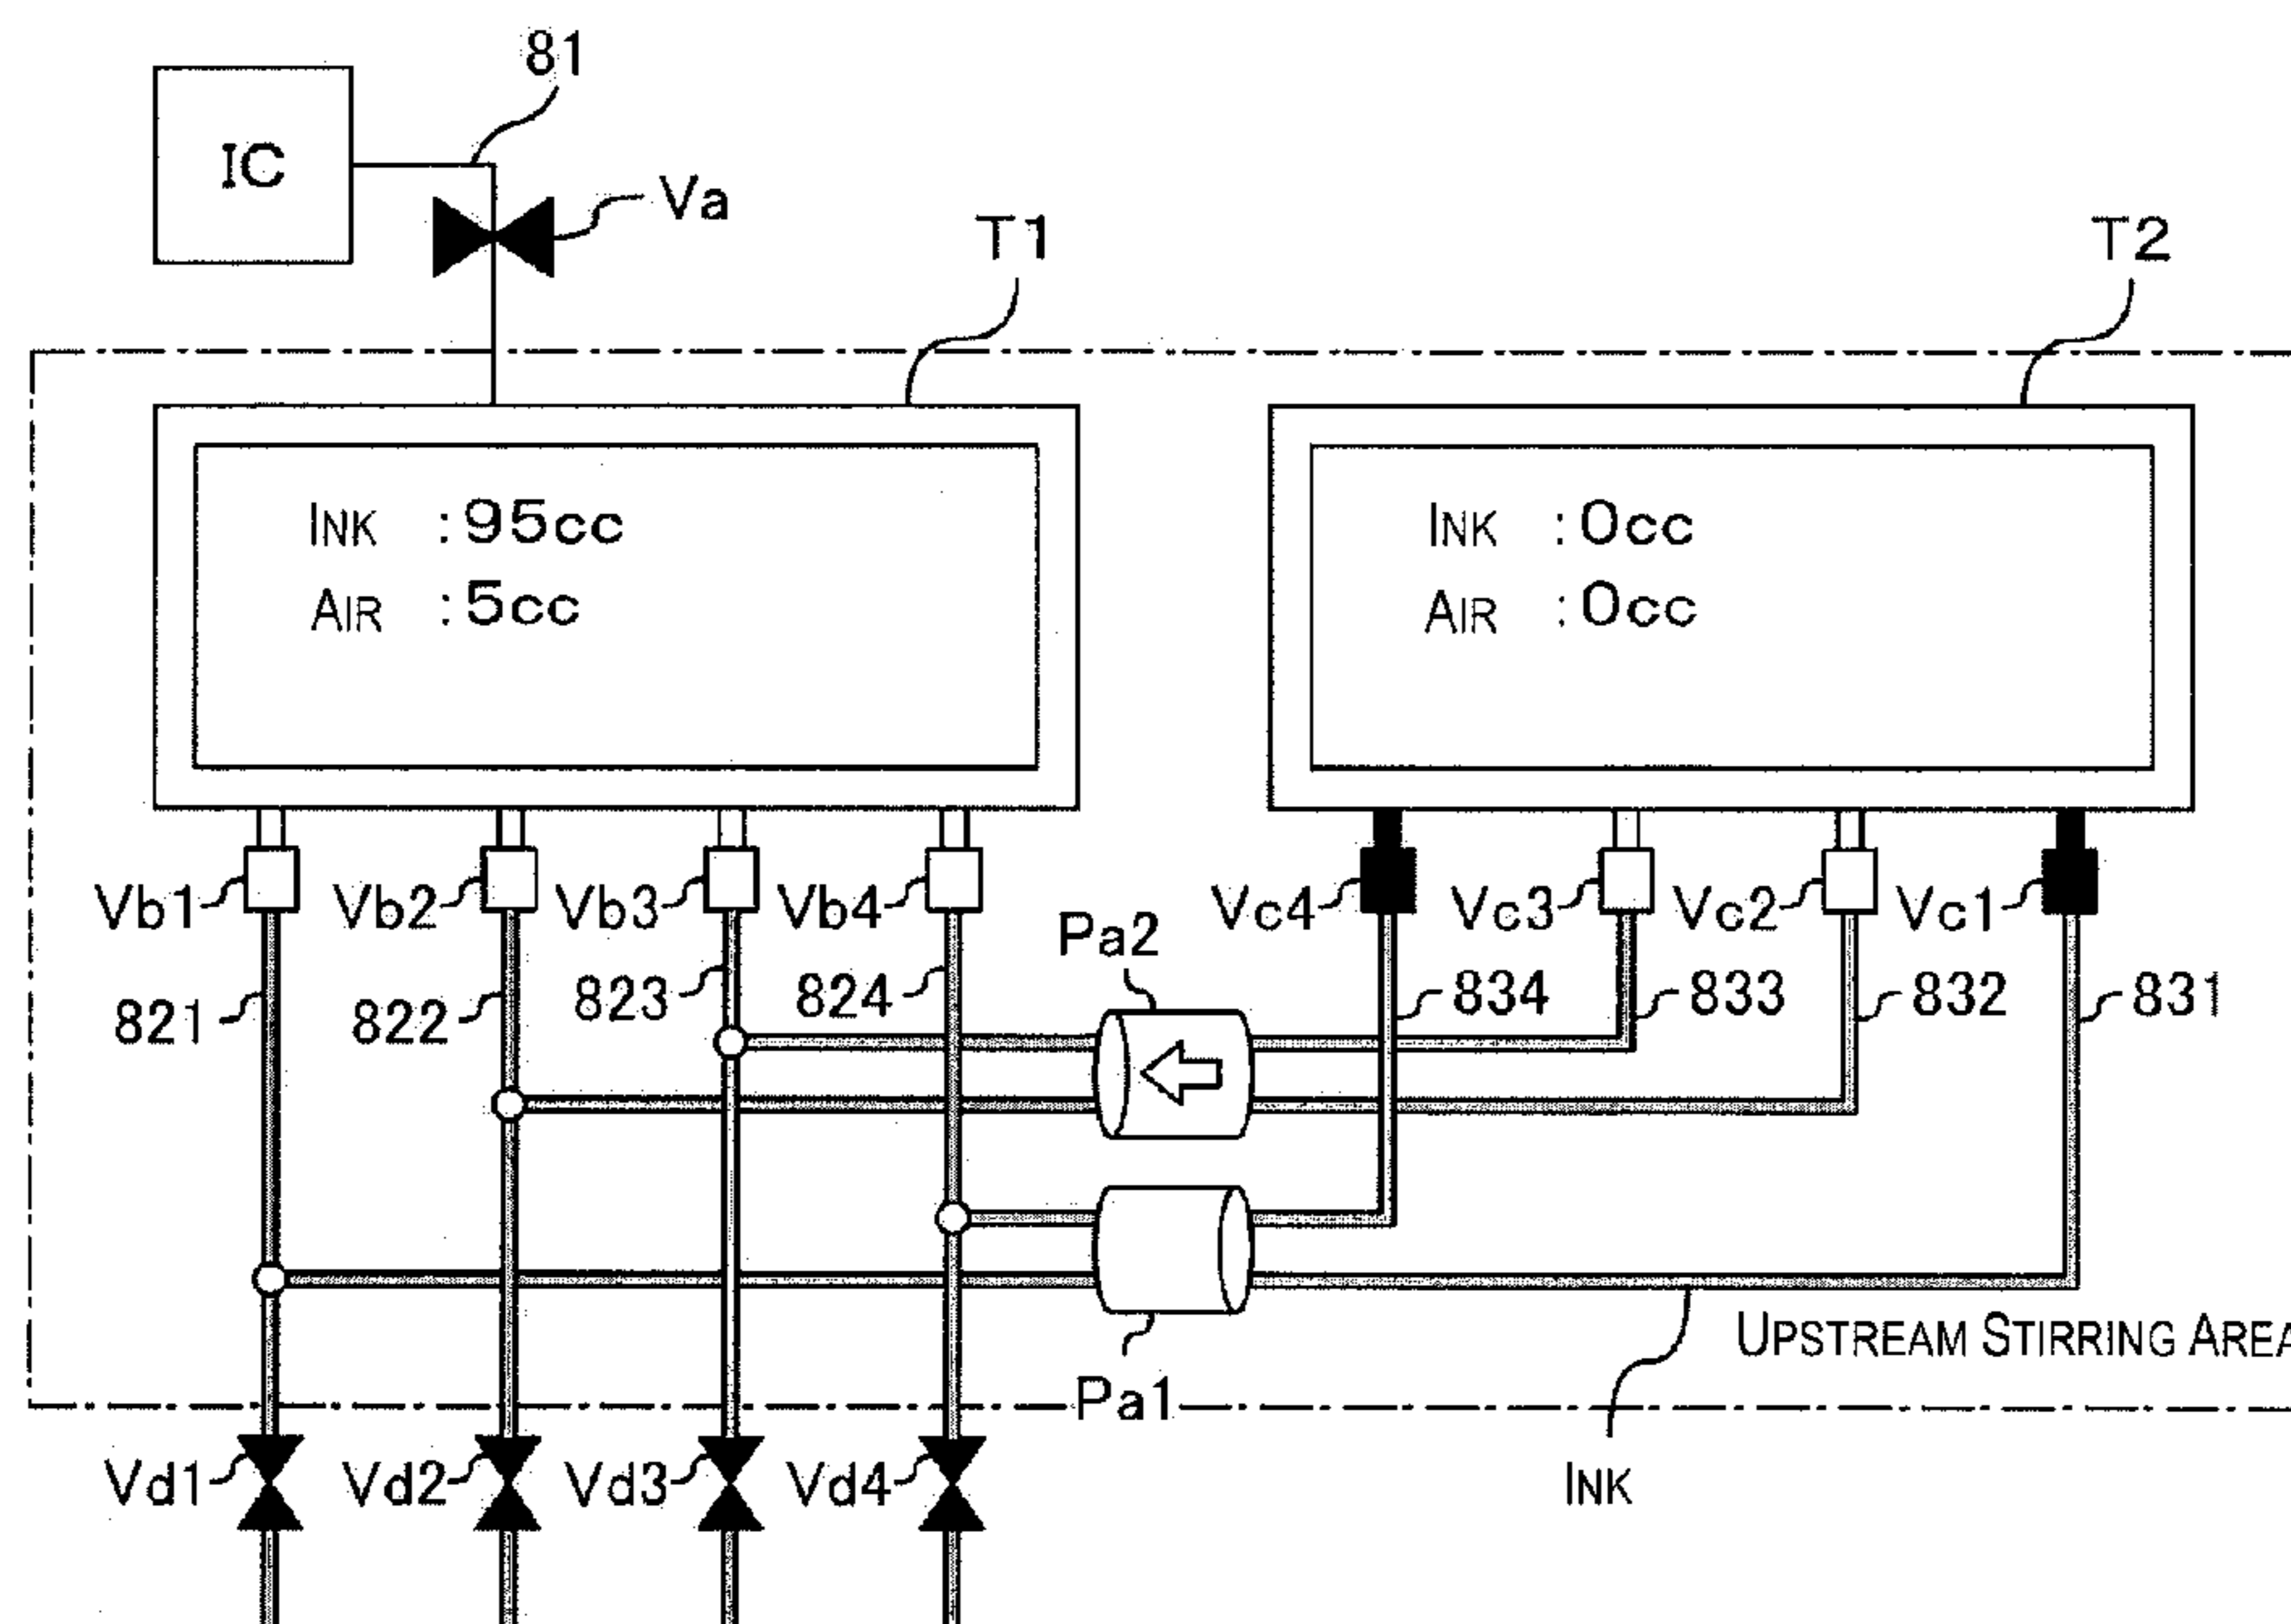 81
IC
Va
T1
T2
INK :95cc
AIR :5cc
INK :0cc
AIR :0cc
Vb1
Vb2
Vb3
Vb4
Vc4
Vc3
Vc2
Vc1
Pa2
821
822
823
824
834
833
832
831
UPSTREAM STIRRING AREA
Pa1
Vd1
Vd2
Vd3
Vd4
INK